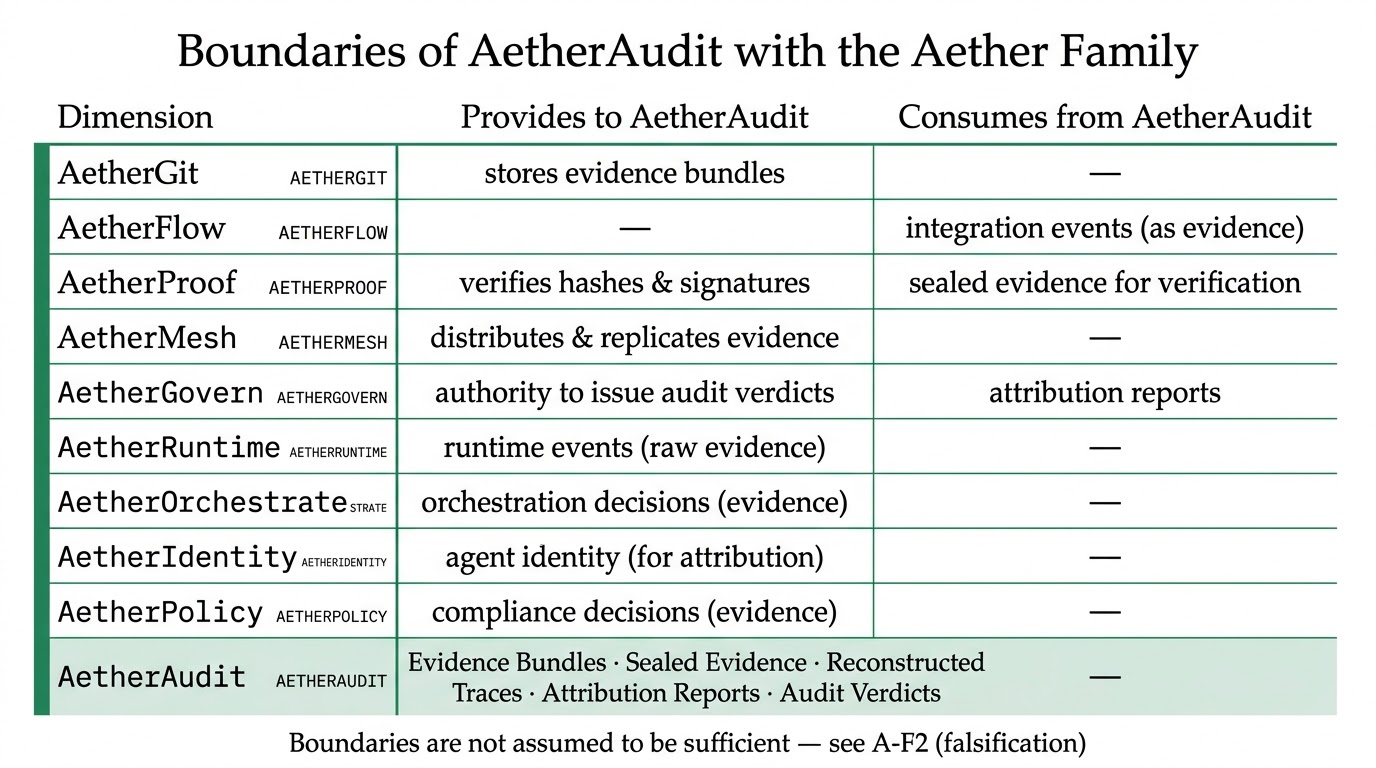 Boundaries of AetherAudit with the Aether Family
Dimension Provides to AetherAudit Consumes from AetherAudit
AetherGit AETHERGIT stores evidence bundles —
AetherFlow AETHERFLOW — integration events (as evidence)
AetherProof AETHERPROOF verifies hashes & signatures sealed evidence for verification
AetherMesh AETHERMESH distributes & replicates evidence —
AetherGovern AETHERGOVERN authority to issue audit verdicts attribution reports
AetherRuntime AETHERRUNTIME runtime events (raw evidence) —
AetherOrchestrate STRATE orchestration decisions (evidence) —
AetherIdentity AETHERIDENTITY agent identity (for attribution) —
AetherPolicy AETHERPOLICY compliance decisions (evidence) —
AetherAudit AETHERAUDIT Evidence Bundles · Sealed Evidence · Reconstructed —
Traces · Attribution Reports · Audit Verdicts
Boundaries are not assumed to be sufficient — see A-F2 (falsification)